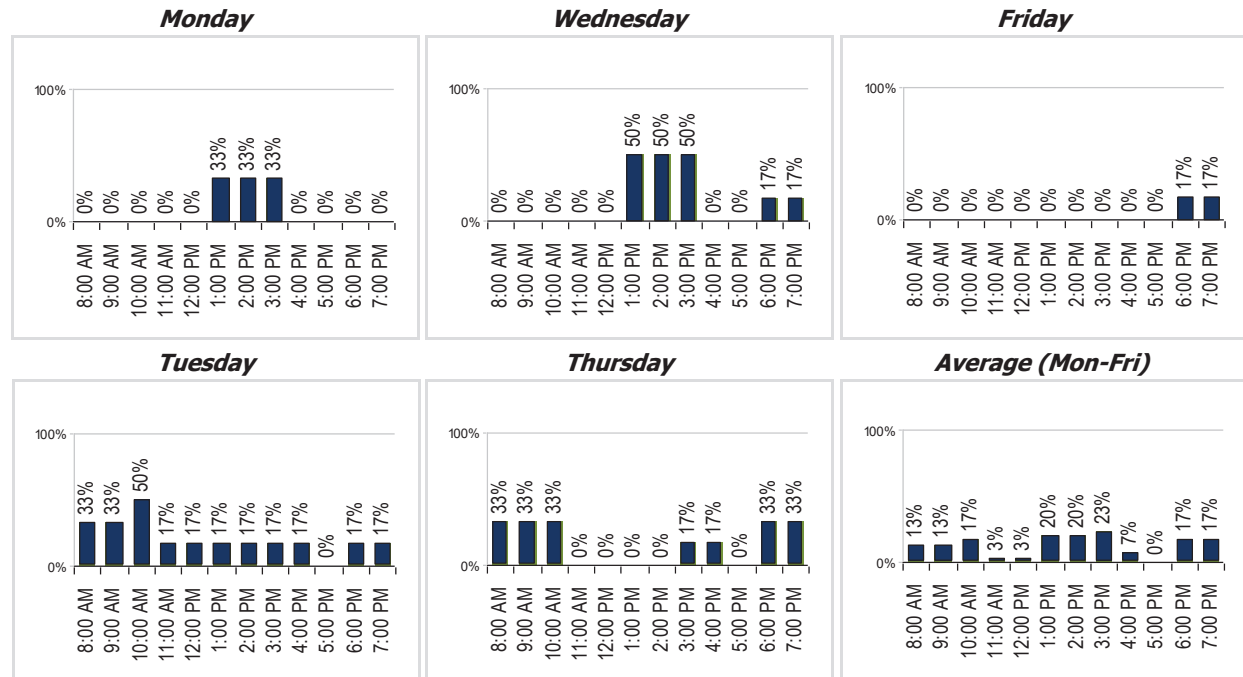 Monday
100%
0%
0% 0% 0% 0% 0% 33% 33% 33% 0% 0% 0% 0%
8:00 AM 9:00 AM 10:00 AM 11:00 AM 12:00 PM 1:00 PM 2:00 PM 3:00 PM 4:00 PM 5:00 PM 6:00 PM 7:00 PM
Wednesday
100%
0%
0% 0% 0% 0% 0% 50% 50% 50% 0% 0% 17% 17%
8:00 AM 9:00 AM 10:00 AM 11:00 AM 12:00 PM 1:00 PM 2:00 PM 3:00 PM 4:00 PM 5:00 PM 6:00 PM 7:00 PM
Friday
100%
0%
0% 0% 0% 0% 0% 0% 0% 0% 0% 0% 17% 17%
8:00 AM 9:00 AM 10:00 AM 11:00 AM 12:00 PM 1:00 PM 2:00 PM 3:00 PM 4:00 PM 5:00 PM 6:00 PM 7:00 PM
Tuesday
100%
0%
33% 33% 50% 17% 17% 17% 17% 17% 17% 0% 17% 17%
8:00 AM 9:00 AM 10:00 AM 11:00 AM 12:00 PM 1:00 PM 2:00 PM 3:00 PM 4:00 PM 5:00 PM 6:00 PM 7:00 PM
Thursday
100%
0%
33% 33% 33% 0% 0% 0% 0% 17% 17% 0% 33% 33%
8:00 AM 9:00 AM 10:00 AM 11:00 AM 12:00 PM 1:00 PM 2:00 PM 3:00 PM 4:00 PM 5:00 PM 6:00 PM 7:00 PM
Average (Mon-Fri)
100%
0%
13% 13% 17% 3% 3% 20% 20% 23% 7% 0% 17% 17%
8:00 AM 9:00 AM 10:00 AM 11:00 AM 12:00 PM 1:00 PM 2:00 PM 3:00 PM 4:00 PM 5:00 PM 6:00 PM 7:00 PM